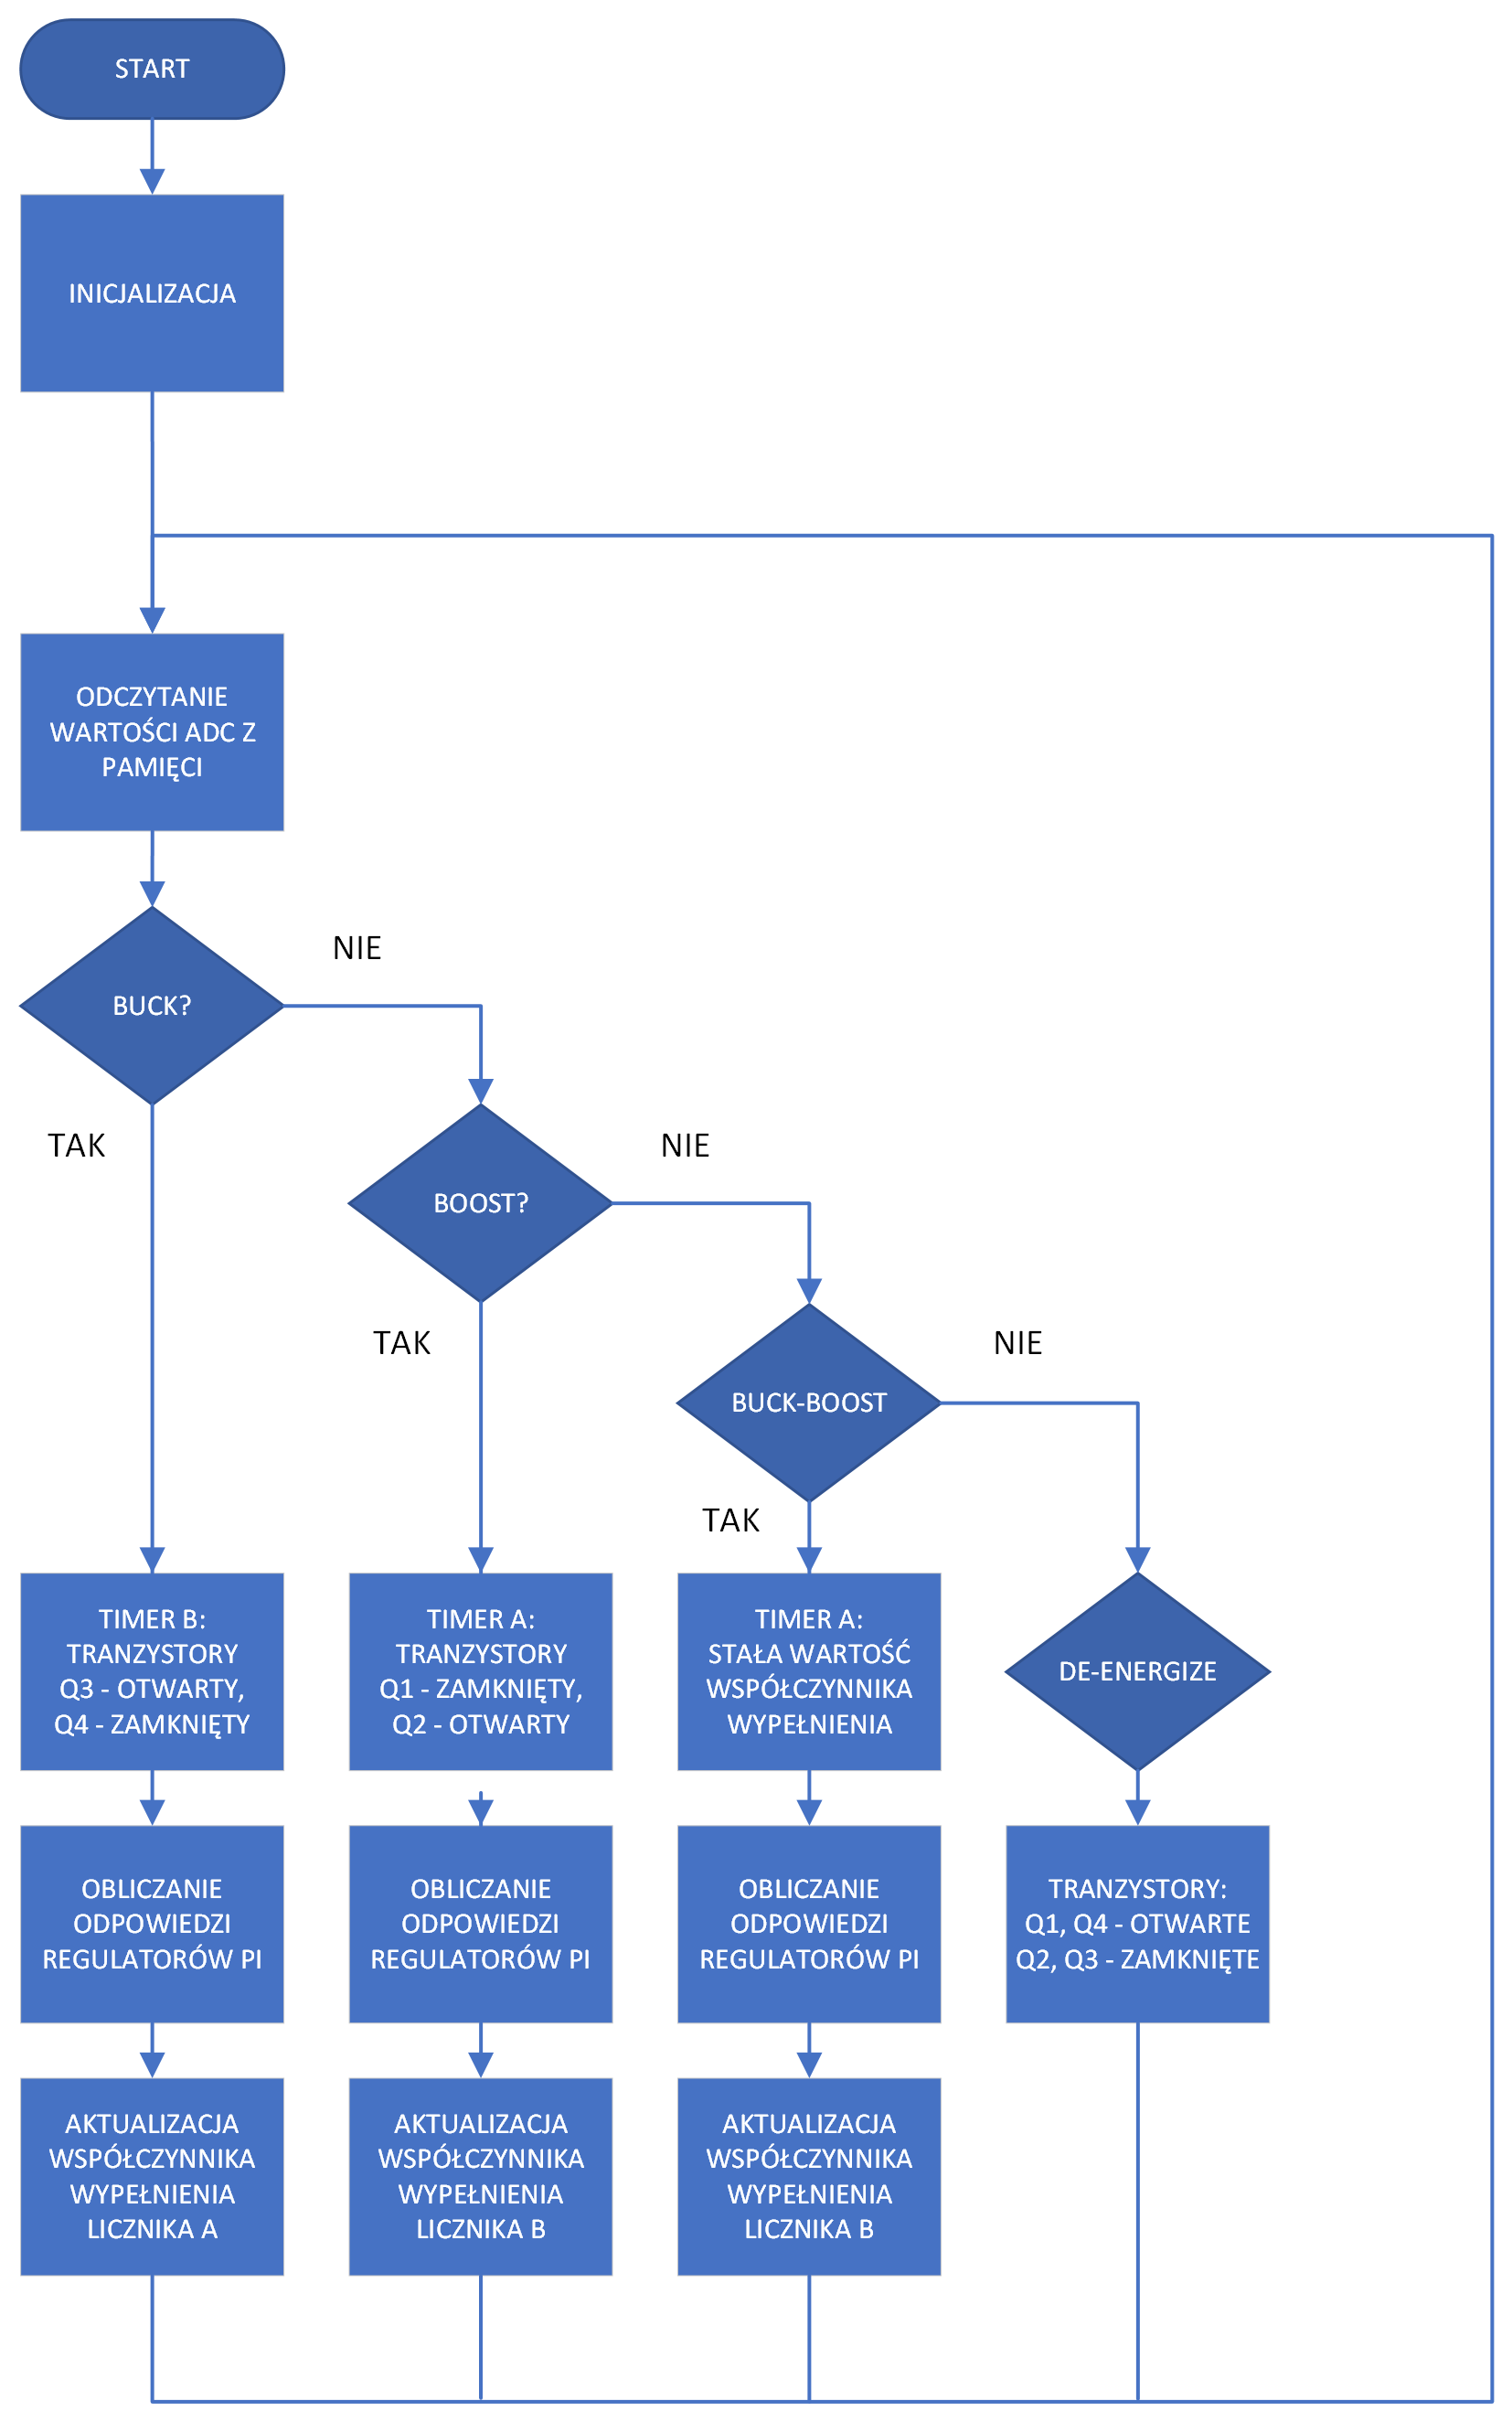 START
INICJALIZACJA
ODCZYTANIE
WARTOŚCI ADC Z
PAMIĘCI
BUCK?
NIE
TAK
BOOST?
NIE
TAK
BUCK-BOOST
NIE
TAK
TIMER B:
TRANZYSTORY
Q3 - OTWARTY,
Q4 - ZAMKNIĘTY
TIMER A:
TRANZYSTORY
Q1 - ZAMKNIĘTY,
Q2 - OTWARTY
TIMER A:
STAŁA WARTOŚĆ
WSPÓŁCZYNNIKA
WYPEŁNIENIA
DE-ENERGIZE
OBLICZANIE
ODPOWIEDZI
REGULATORÓW PI
OBLICZANIE
ODPOWIEDZI
REGULATORÓW PI
OBLICZANIE
ODPOWIEDZI
REGULATORÓW PI
TRANZYSTORY:
Q1, Q4 - OTWARTE
Q2, Q3 - ZAMKNIĘTE
AKTUALIZACJA
WSPÓŁCZYNNIKA
WYPEŁNIENIA
LICZNIKA A
AKTUALIZACJA
WSPÓŁCZYNNIKA
WYPEŁNIENIA
LICZNIKA B
AKTUALIZACJA
WSPÓŁCZYNNIKA
WYPEŁNIENIA
LICZNIKA B